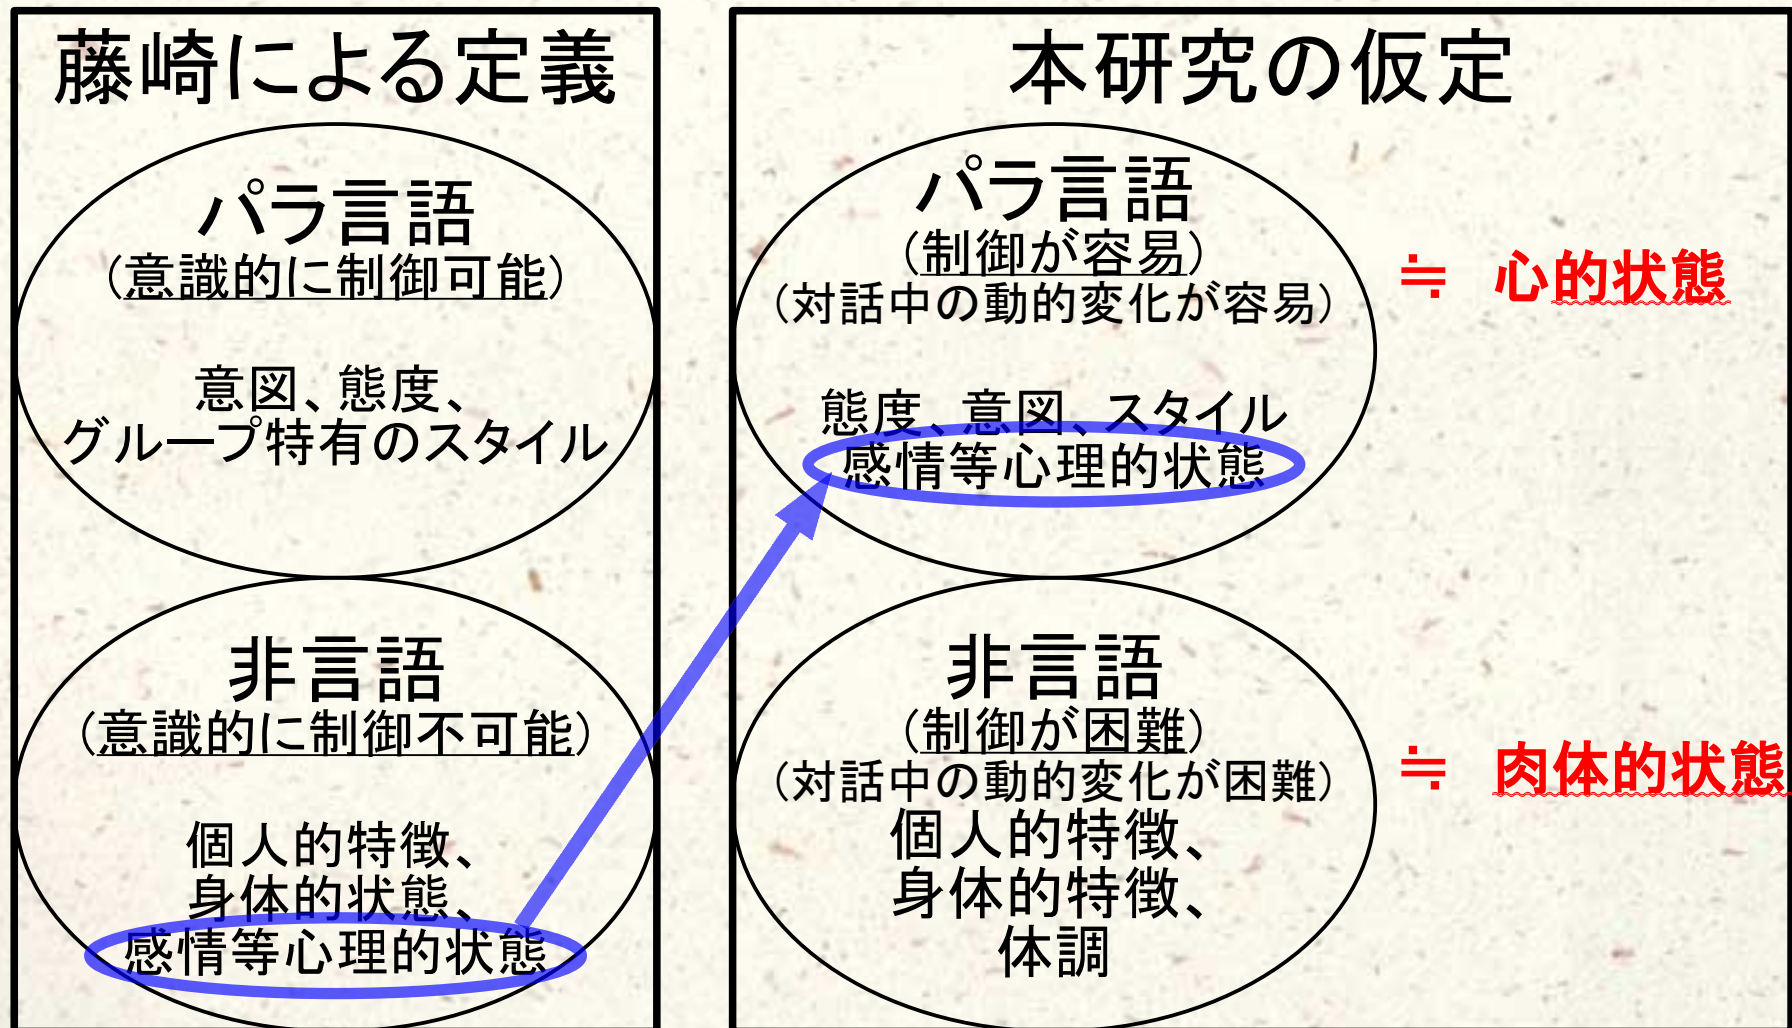 藤崎による定義
パラ言語
(意識的に制御可能)
意図、態度、
グループ特有のスタイル
非言語
(意識的に制御不可能)
個人的特徴、
身体的状態、
感情等心理的状態
本研究の仮定
パラ言語
(制御が容易)
(対話中の動的変化が容易)
態度、意図、スタイル
感情等心理的状態
≒ 心的状態
非言語
(制御が困難)
(対話中の動的変化が困難)
個人的特徴、
身体的特徴、
体調
≒ 肉体的状態